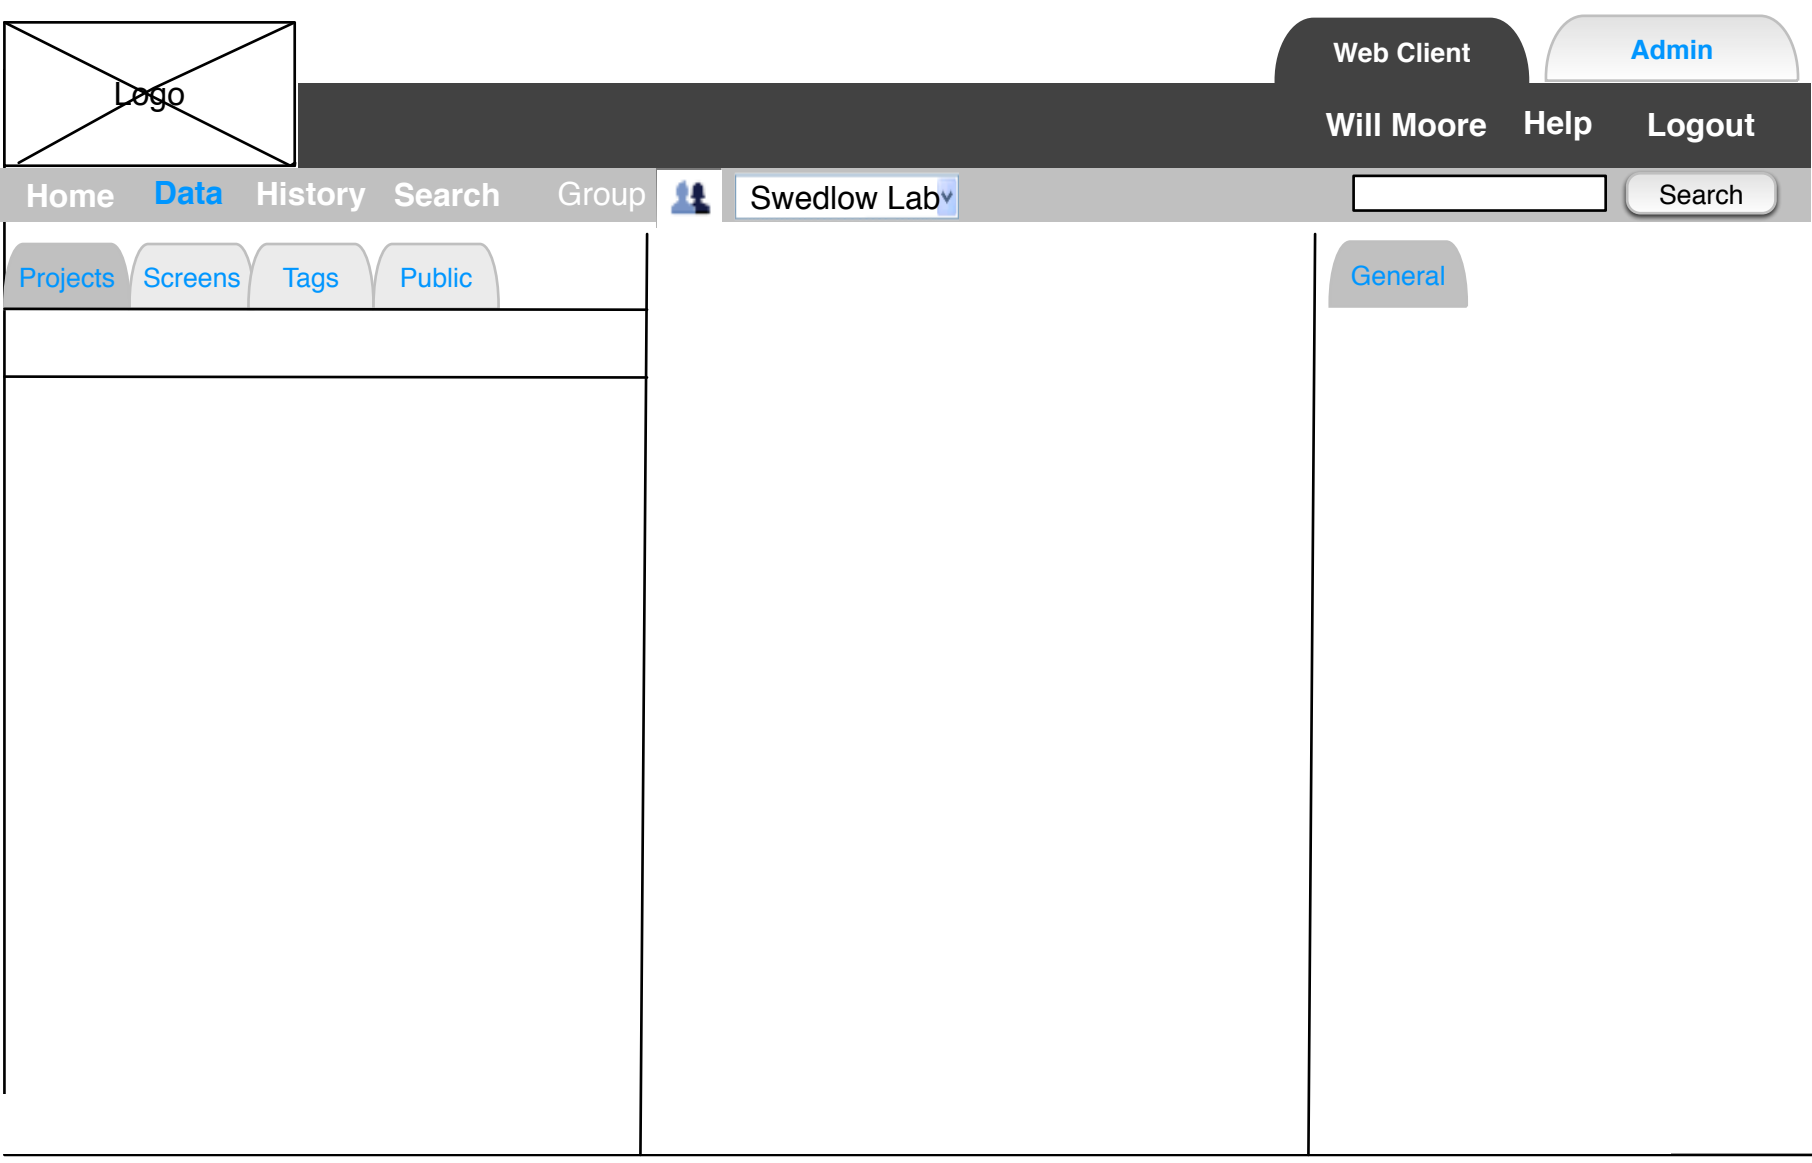 Web Client Admin
Logo
Will Moore Help Logout
Home Data History Search Group Swedlow Lab Search
Projects Screens Tags Public General